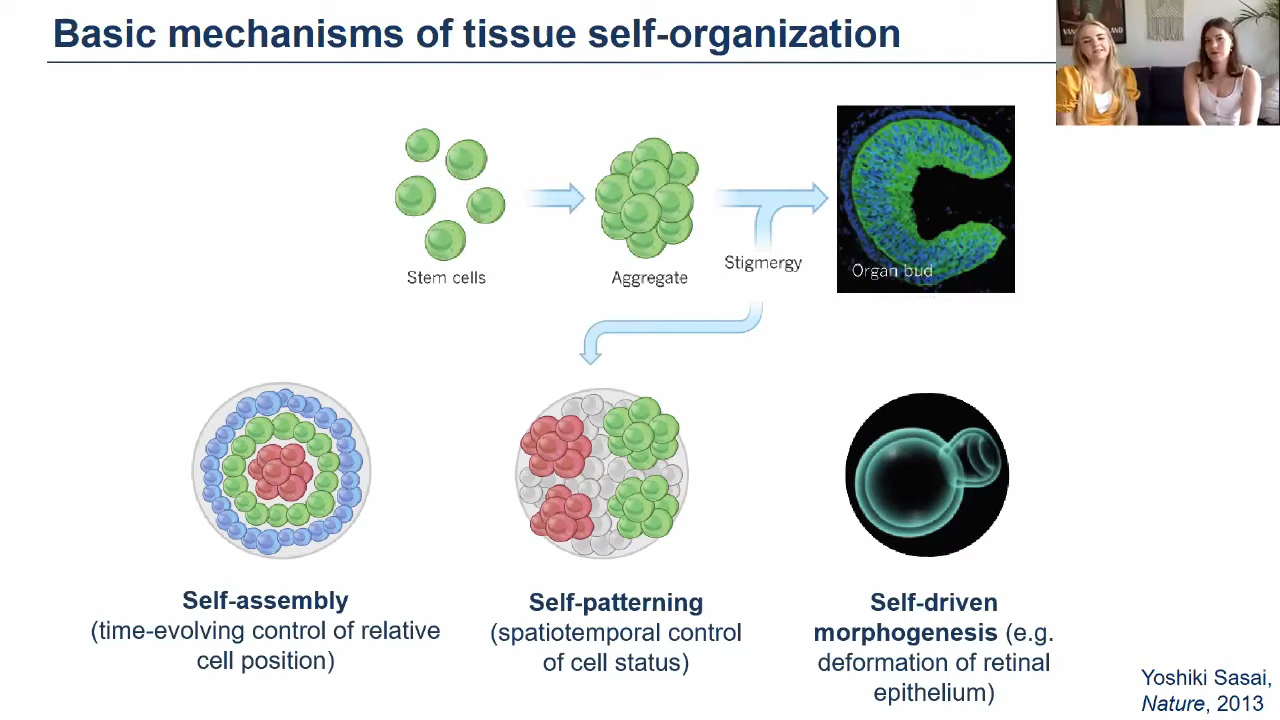 Basic mechanisms of tissue self-organization
Stem cells
Aggregate
Stigmergy
Organ bud
Self-assembly
(time-evolving control of relative
cell position)
Self-patterning
(spatiotemporal control
of cell status)
Self-driven
morphogenesis (e.g.
deformation of retinal
epithelium)
Yoshiki Sasai,
Nature, 2013